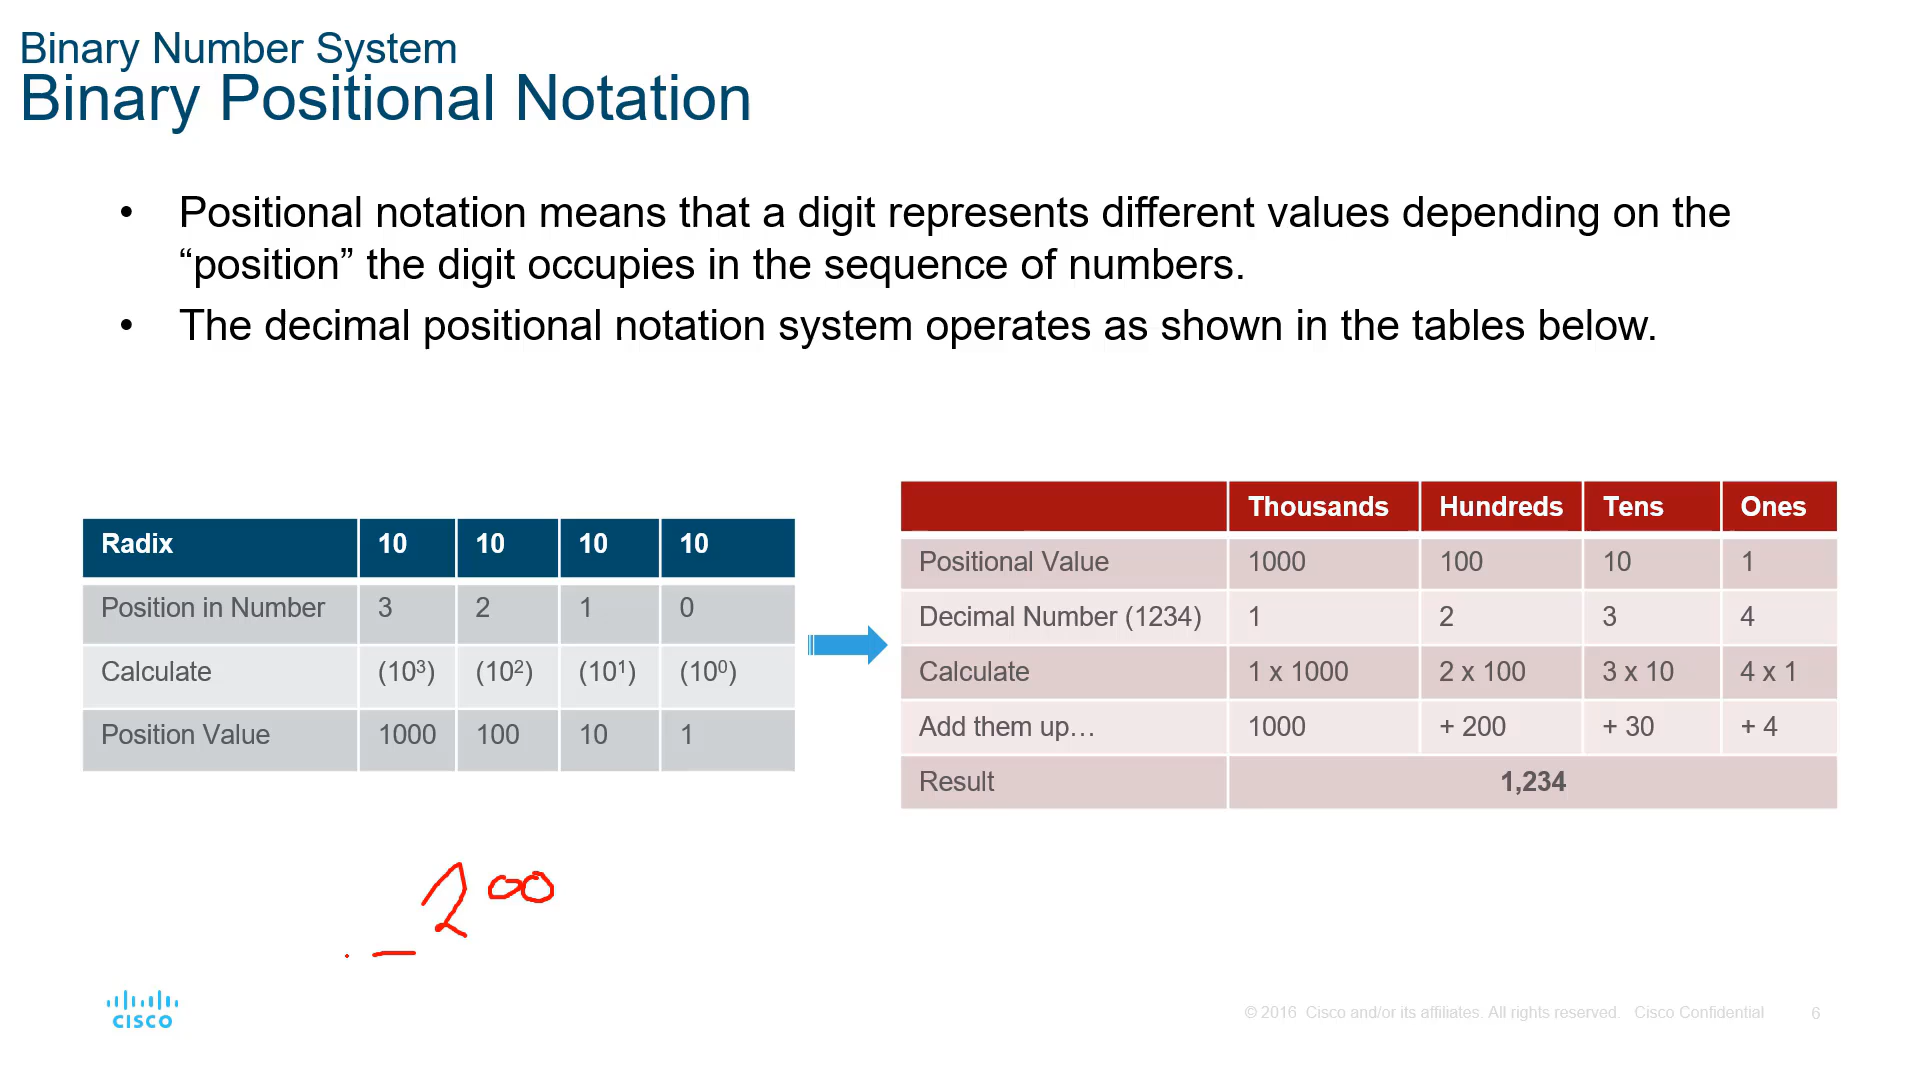 Binary Number System
Binary Positional Notation
• Positional notation means that a digit represents different values depending on the
“position” the digit occupies in the sequence of numbers.
• The decimal positional notation system operates as shown in the tables below.
Radix 10 10 10 10
Position in Number 3 2 1 0
Calculate (10³) (10²) (10¹) (10⁰)
Position Value 1000 100 10 1
Thousands Hundreds Tens Ones
Positional Value 1000 100 10 1
Decimal Number (1234) 1 2 3 4
Calculate 1 x 1000 2 x 100 3 x 10 4 x 1
Add them up… 1000 + 200 + 30 + 4
Result 1,234
200
CISCO
© 2016 Cisco and/or its affiliates. All rights reserved. Cisco Confidential 6